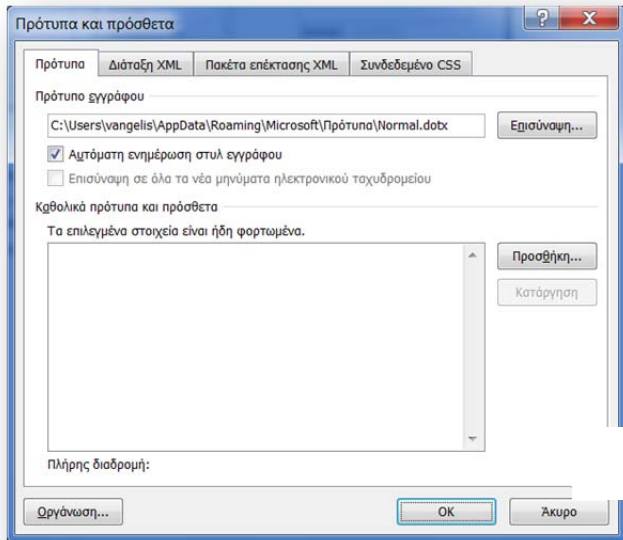 Πρότυπα και πρόσθετα
? X
Πρότυπα Διάταξη XML Πακέτα επέκτασης XML Συνδεδεμένο CSS
Πρότυπο εγγράφου
C:\Users\vangelis\AppData\Roaming\Microsoft\Πρότυπα\Normal.dotx Επισύναψη...
Αυτόματη ενημέρωση στυλ εγγράφου
Επισύναψη σε όλα τα νέα μηνύματα ηλεκτρονικού ταχυδρομείου
Καθολικά πρότυπα και πρόσθετα
Τα επιλεγμένα στοιχεία είναι ήδη φορτωμένα.
Προσθήκη...
Κατάργηση
Πλήρης διαδρομή:
Οργάνωση... OK Άκυρο